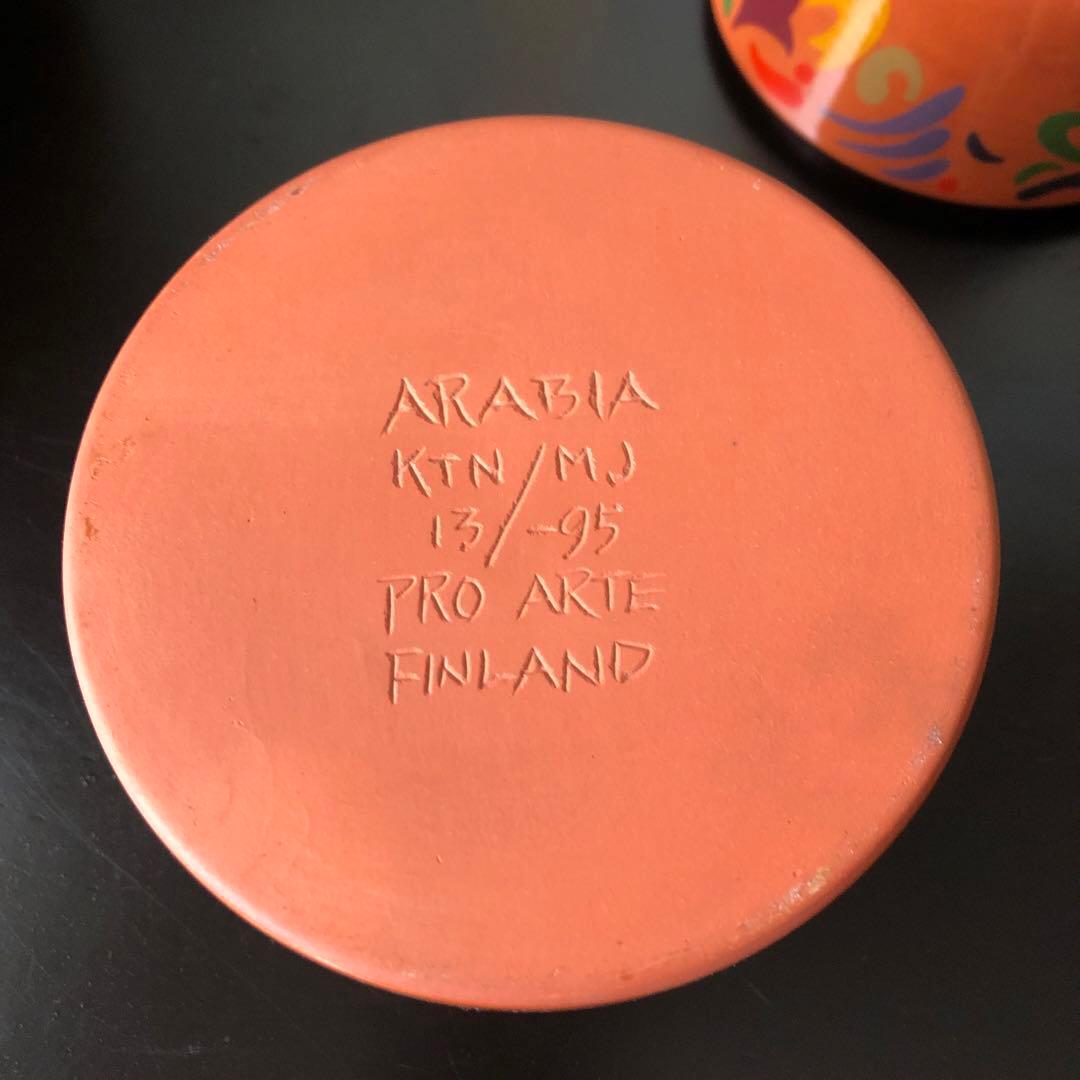 ARABIA
KTN/MJ
13/-95
PRO ARTE
FINLAND